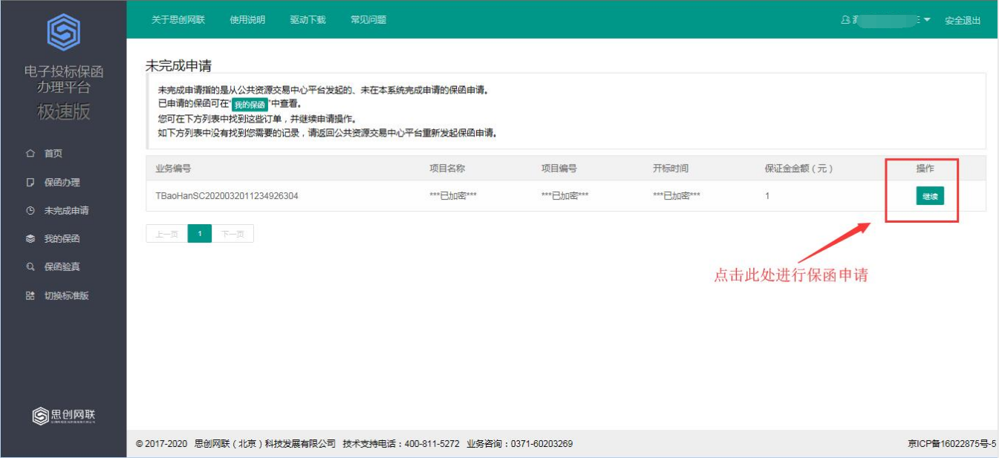 关于思创网联 使用说明 驱动下载 常见问题 安全退出
电子投标保函
办理平台
极速版
首页
保函办理
未完成申请
我的保函
保函验真
切换标准版
思创网联
未完成申请
未完成申请指的是从公共资源交易中心平台发起的、未在本系统完成申请的保函申请。
已申请的保函可在"我的保函"中查看。
您可在下方列表中找到这些订单，并继续申请操作。
如下方列表中没有找到您需要的记录，请返回公共资源交易中心平台重新发起保函申请。
业务编号 项目名称 项目编号 开标时间 保证金金额（元） 操作
TBaoHanSC2020032011234926304 ***已加密*** ***已加密*** ***已加密*** 1 继续
上一页 1 下一页
点击此处进行保函申请
© 2017-2020 思创网联（北京）科技发展有限公司 技术支持电话：400-811-5272 业务咨询：0371-60203269 京ICP备16022875号-5